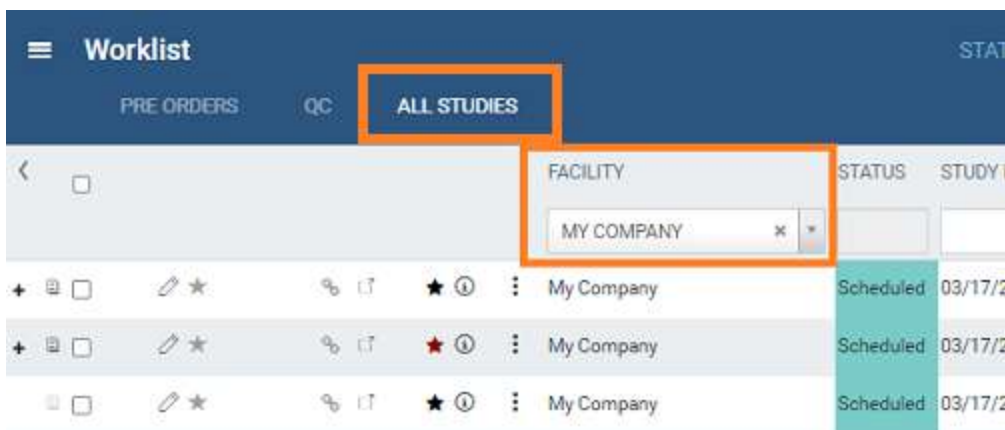 Worklist
STAT
PRE ORDERS QC ALL STUDIES
FACILITY STATUS STUDY
MY COMPANY
My Company Scheduled 03/17/2
My Company Scheduled 03/17/2
My Company Scheduled 03/17/2